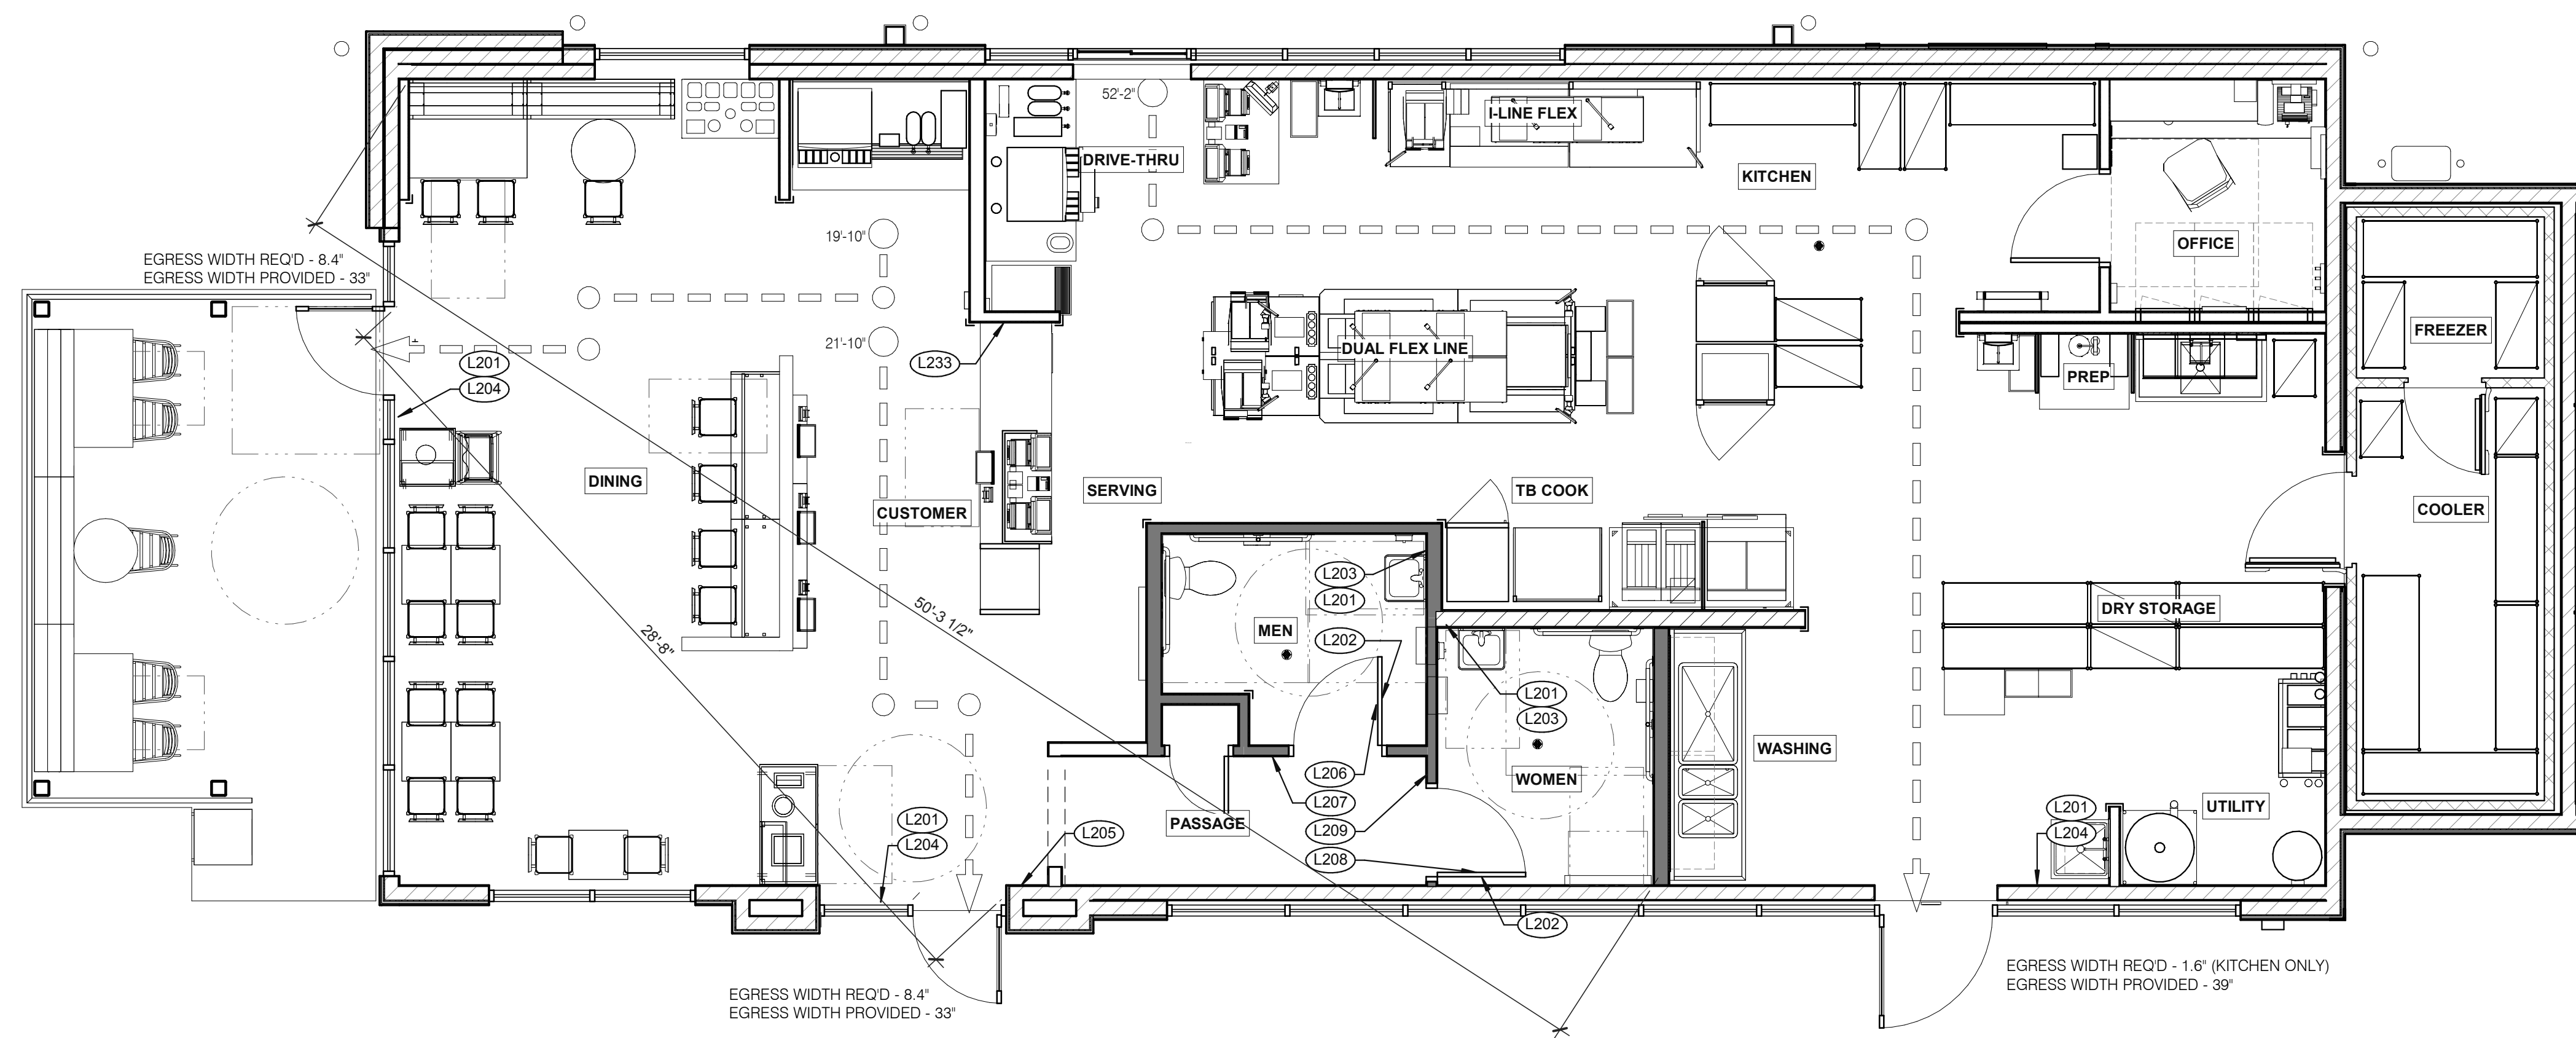 52'-2"
I-LINE FLEX
DRIVE-THRU
KITCHEN
19'-10"
OFFICE
EGRESS WIDTH REQ'D - 8.4"
EGRESS WIDTH PROVIDED - 33"
FREEZER
21'-10"
DUAL FLEX LINE
L201
L204
L233
PREP
DINING
SERVING
TB COOK
CUSTOMER
COOLER
L203
L201
DRY STORAGE
50'-3 1/2"
28'-8"
MEN
L202
L201
L203
WASHING
L206
WOMEN
L207
L201
L204
UTILITY
L201
L204
L205
PASSAGE
L209
L208
L202
EGRESS WIDTH REQ'D - 1.6" (KITCHEN ONLY)
EGRESS WIDTH PROVIDED - 39"
EGRESS WIDTH REQ'D - 8.4"
EGRESS WIDTH PROVIDED - 33"